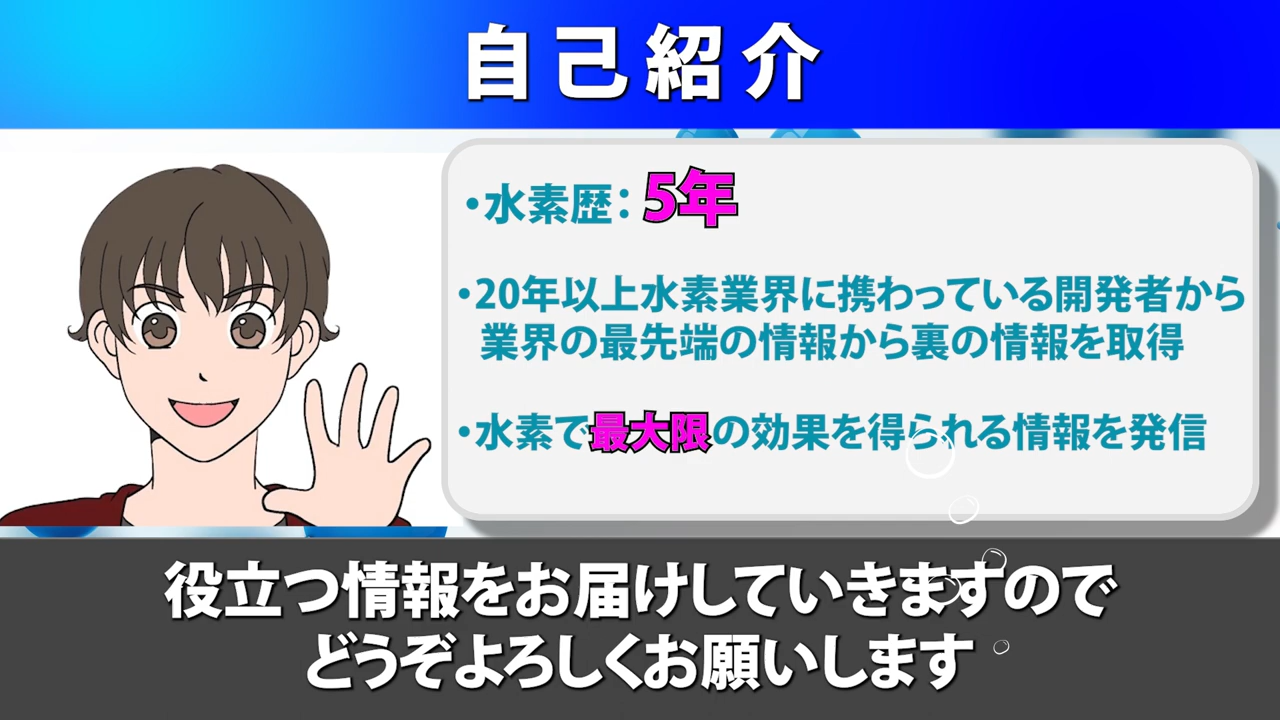 自己紹介
・水素歴：5年
・20年以上水素業界に携わっている開発者から
業界の最先端の情報から裏の情報を取得
・水素で最大限の効果を得られる情報を発信
役立つ情報をお届けしていきますので
どうぞよろしくお願いします